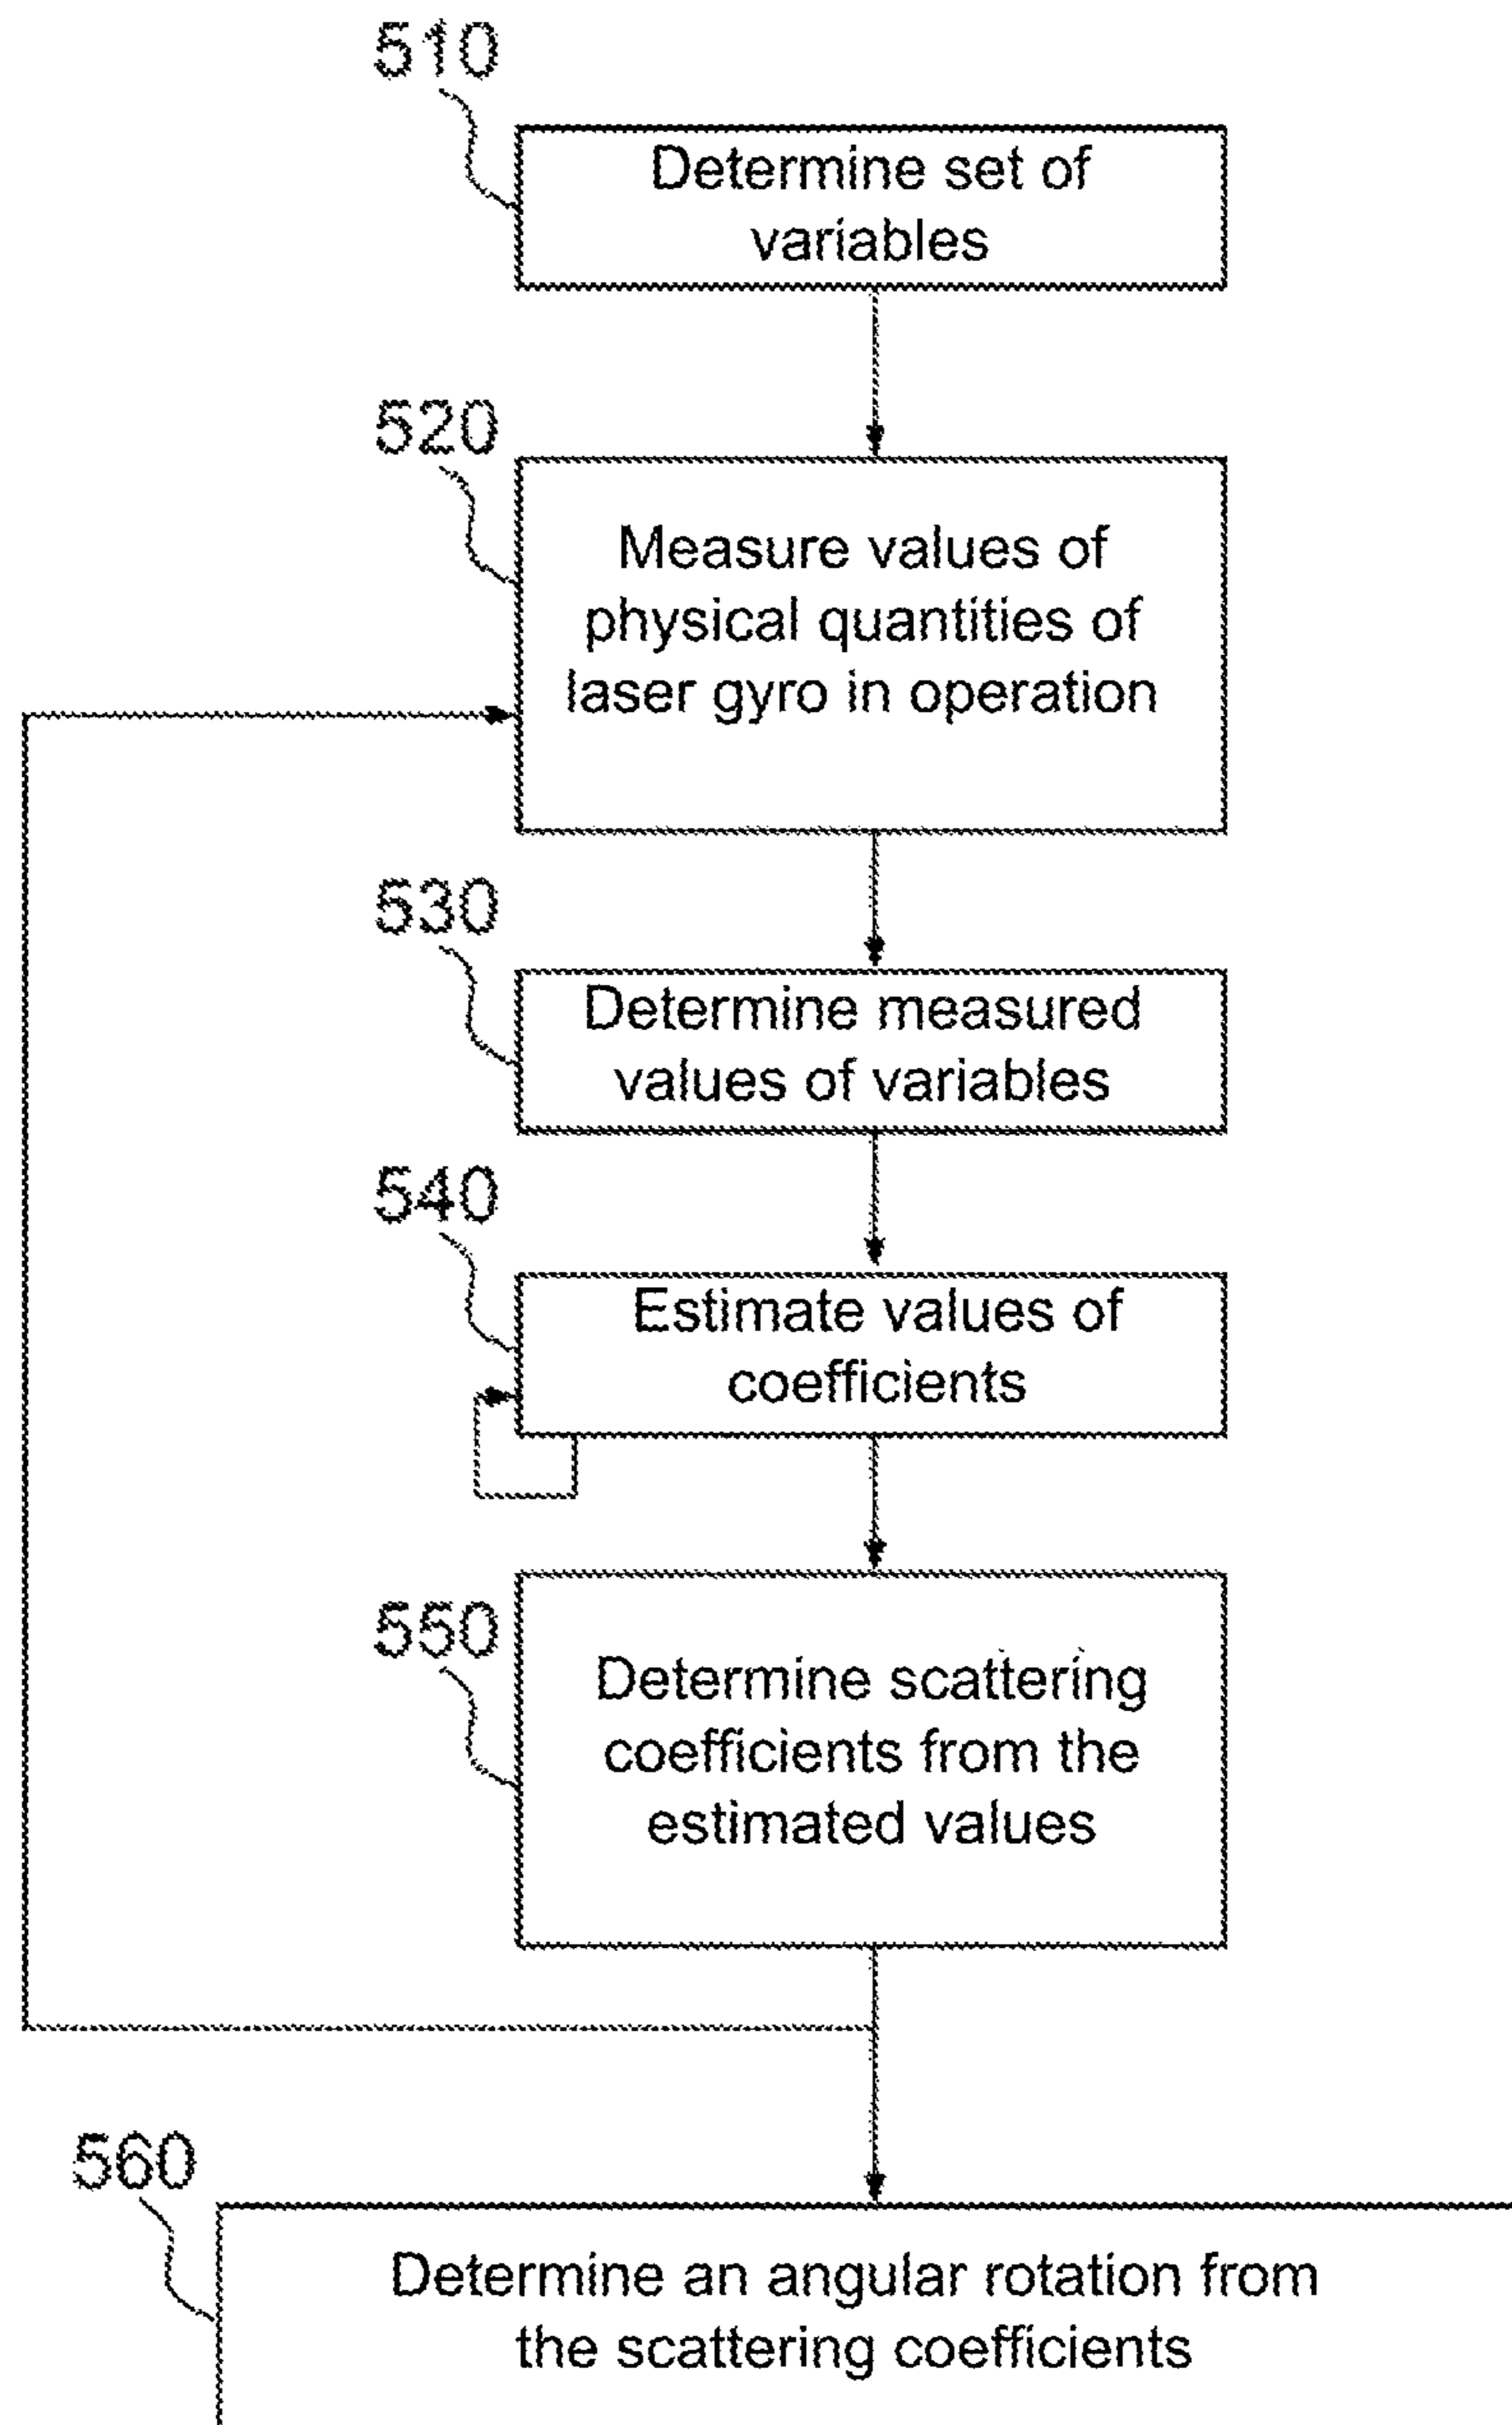 510
Determine set of
variables
520
Measure values of
physical quantities of
laser gyro in operation
530
Determine measured
values of variables
540
Estimate values of
coefficients
550
Determine scattering
coefficients from the
estimated values
560
Determine an angular rotation from
the scattering coefficients